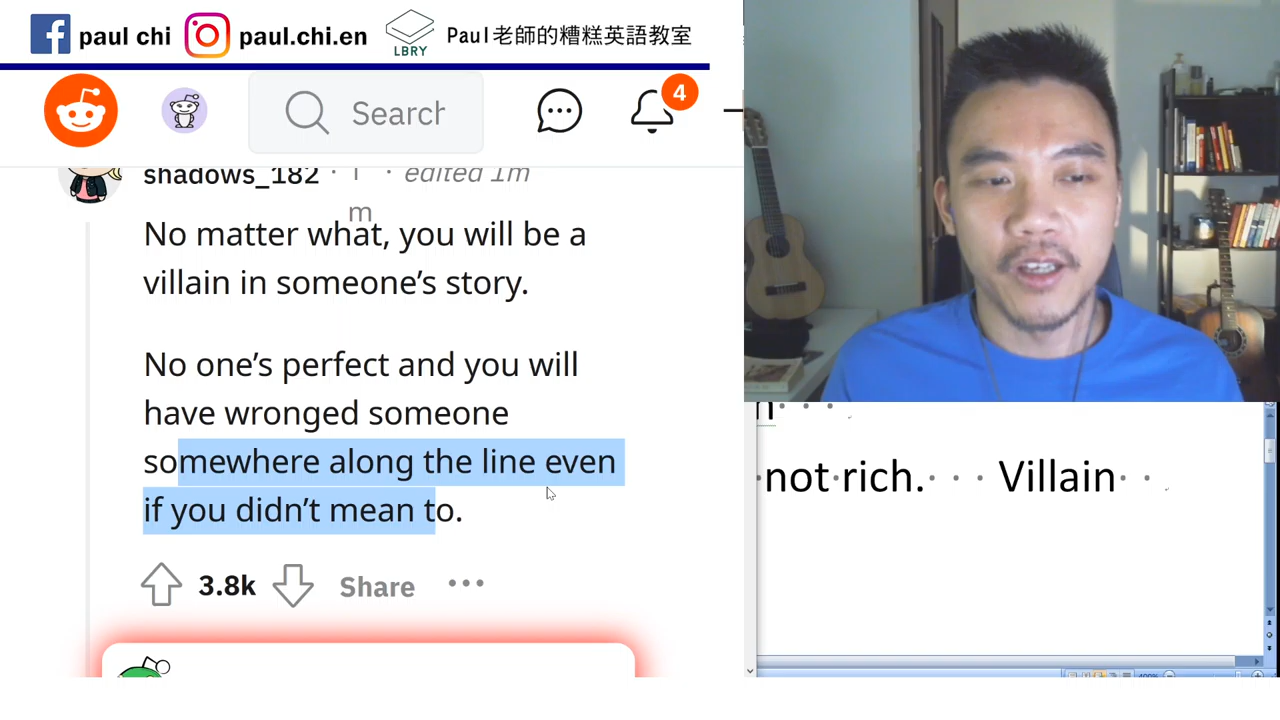 paul chi paul.chi.en LBRY Paul老師的糟糕英語教室
Search
4
shadows_182 · 1 m · edited 1m
No matter what, you will be a
villain in someone's story.
No one's perfect and you will
have wronged someone
somewhere along the line even
if you didn't mean to.
3.8k Share
not rich. Villain